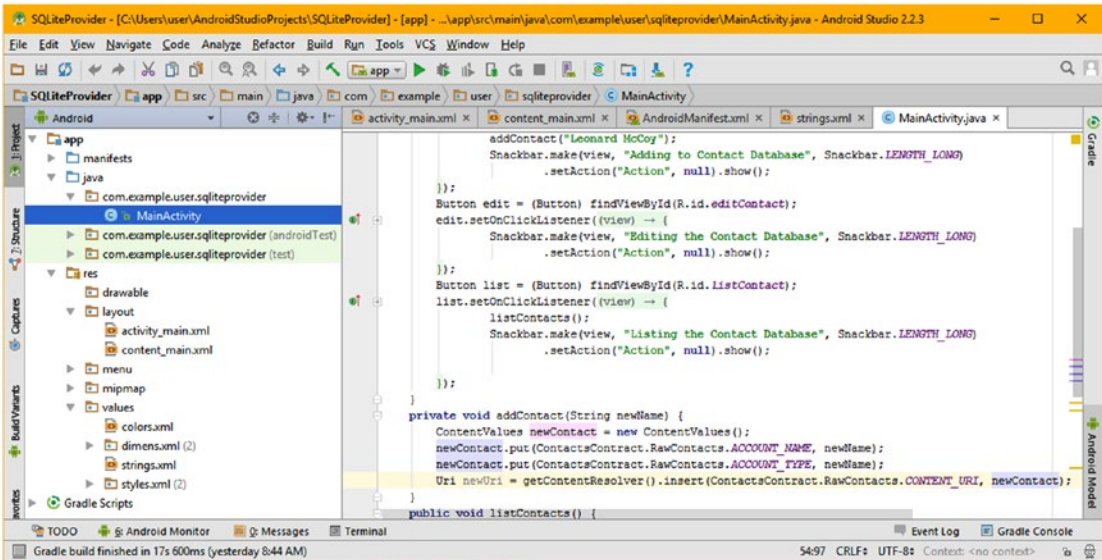 SQLiteProvider - [C:\Users\user\AndroidStudioProjects\SQLiteProvider] - [app] - ...\app\src\main\java\com\example\user\sqliteprovider\MainActivity.java - Android Studio 2.2.3
File Edit View Navigate Code Analyze Refactor Build Run Tools VCS Window Help
app
SQLiteProvider app src main java com example user sqliteprovider MainActivity
Android
activity_main.xml content_main.xml AndroidManifest.xml strings.xml MainActivity.java
1: Project
7: Structure
Captures
Build Variants
app
manifests
java
com.example.user.sqliteprovider
MainActivity
com.example.user.sqliteprovider (androidTest)
com.example.user.sqliteprovider (test)
res
drawable
layout
activity_main.xml
content_main.xml
menu
mipmap
values
colors.xml
dimens.xml (2)
strings.xml
styles.xml (2)
Gradle Scripts
addContact("Leonard McCoy");
Snackbar.make(view, "Adding to Contact Database", Snackbar.LENGTH_LONG)
.setAction("Action", null).show();
});
Button edit = (Button) findViewById(R.id.editContact);
edit.setOnClickListener((view) → {
Snackbar.make(view, "Editing the Contact Database", Snackbar.LENGTH_LONG)
.setAction("Action", null).show();
});
Button list = (Button) findViewById(R.id.ListContact);
list.setOnClickListener((view) → {
listContacts();
Snackbar.make(view, "Listing the Contact Database", Snackbar.LENGTH_LONG)
.setAction("Action", null).show();
});
}
private void addContact(String newName) {
ContentValues newContact = new ContentValues();
newContact.put(ContactsContract.RawContacts.ACCOUNT_NAME, newName);
newContact.put(ContactsContract.RawContacts.ACCOUNT_TYPE, newName);
Uri newUri = getContentResolver().insert(ContactsContract.RawContacts.CONTENT_URI, newContact);
}
public void listContacts() {
Gradle
Android Model
TODO 6: Android Monitor 0: Messages Terminal Event Log Gradle Console
Gradle build finished in 17s 600ms (yesterday 8:44 AM) 54:97 CRLF UTF-8 Context: <no context>